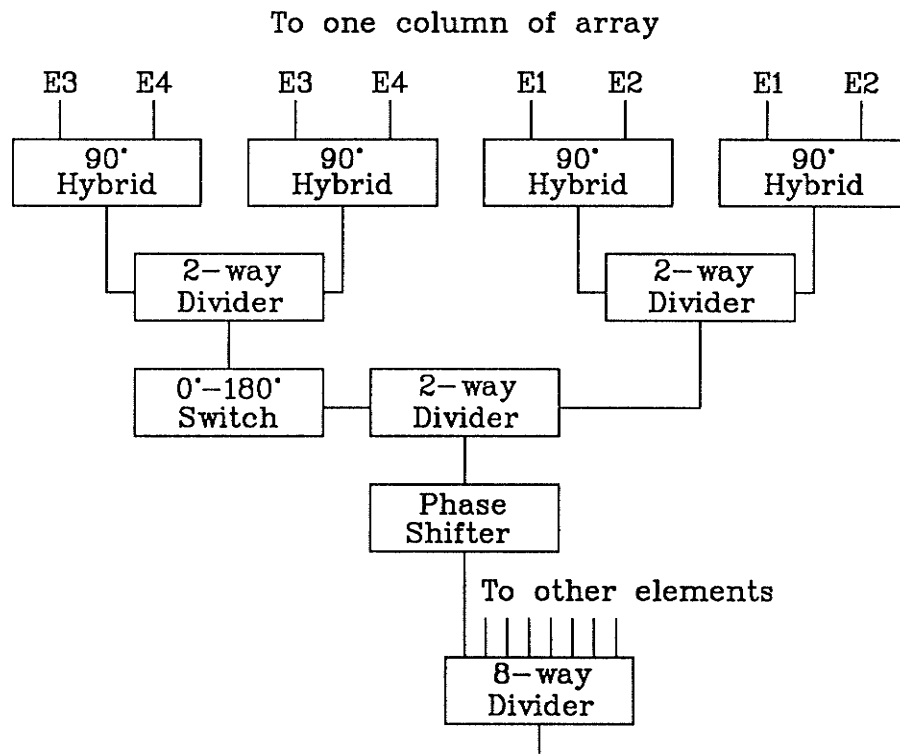 To one column of array
E3 E4 E3 E4 E1 E2 E1 E2
90° 90° 90° 90°
Hybrid Hybrid Hybrid Hybrid
2-way 2-way
Divider Divider
0°-180° 2-way
Switch Divider
Phase
Shifter
To other elements
8-way
Divider